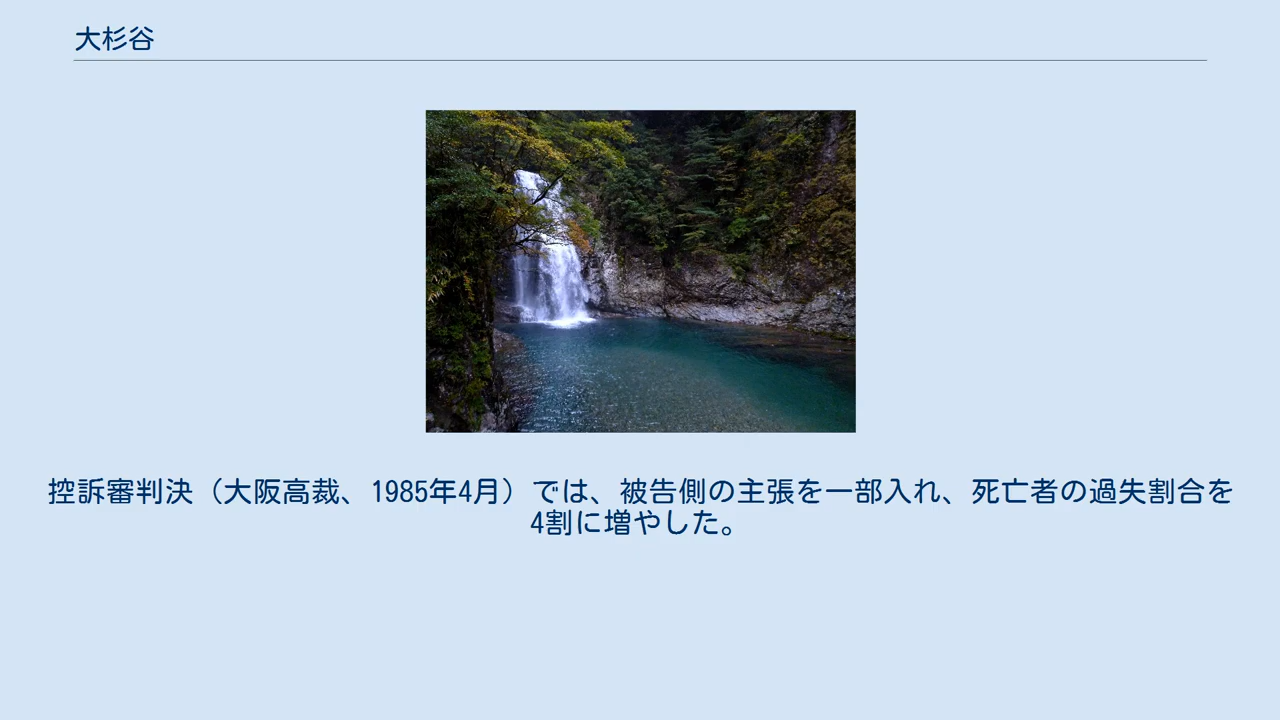 大杉谷
控訴審判決（大阪高裁、1985年4月）では、被告側の主張を一部入れ、死亡者の過失割合を
4割に増やした。